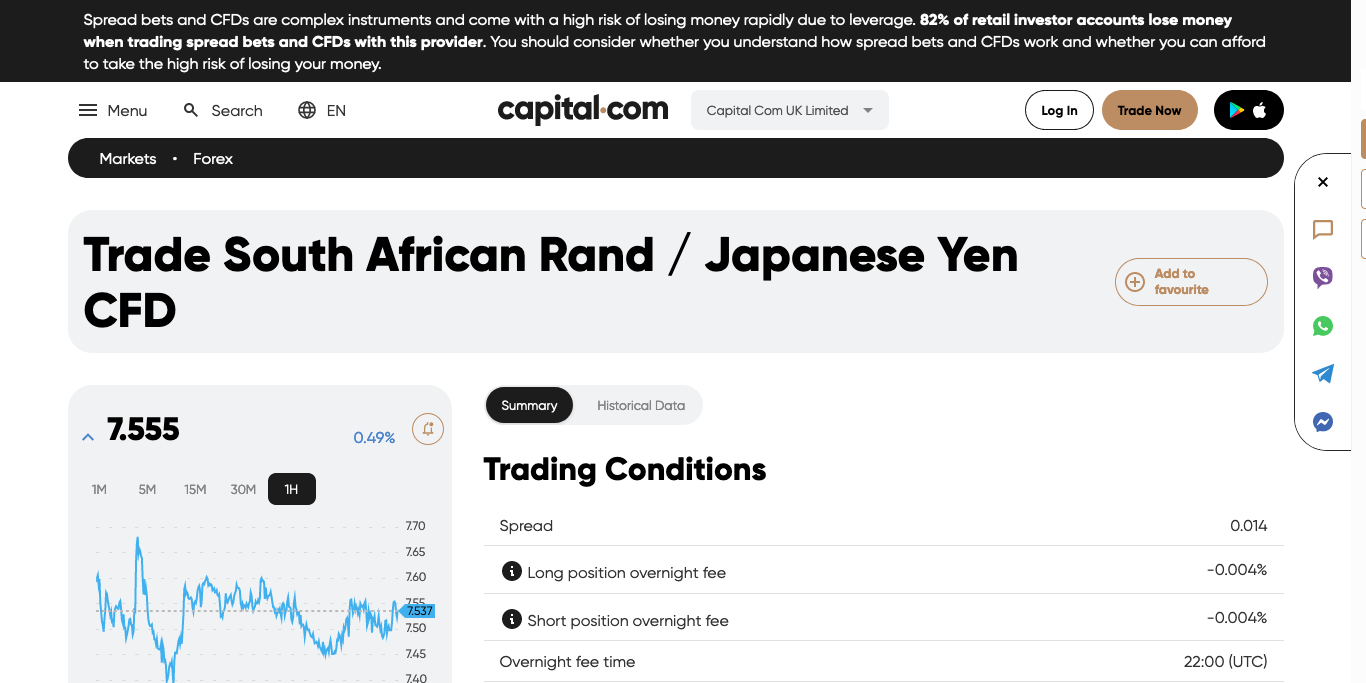 Spread bets and CFDs are complex instruments and come with a high risk of losing money rapidly due to leverage. 82% of retail investor accounts lose money
when trading spread bets and CFDs with this provider. You should consider whether you understand how spread bets and CFDs work and whether you can afford
to take the high risk of losing your money.
Menu
Search
EN
capital.com
Capital Com UK Limited
Log In
Trade Now
Markets • Forex
Trade South African Rand / Japanese Yen
CFD
Add to
favourite
7.555
0.49%
1M 5M 15M 30M 1H
7.70
7.65
7.60
7.55
7.537
7.50
7.45
7.40
Summary
Historical Data
Trading Conditions
Spread 0.014
Long position overnight fee -0.004%
Short position overnight fee -0.004%
Overnight fee time 22:00 (UTC)